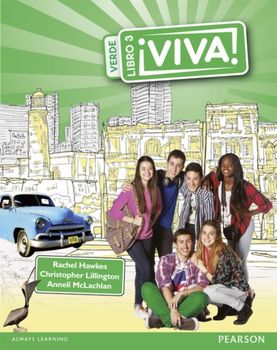 VERDE
LIBRO 3
¡VIVA!
Rachel Hawkes
Christopher Lillington
Anneli McLachlan
ALWAYS LEARNING
PEARSON